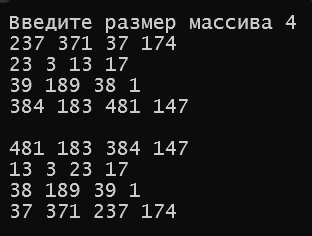 Введите размер массива 4
237 371 37 174
23 3 13 17
39 189 38 1
384 183 481 147

481 183 384 147
13 3 23 17
38 189 39 1
37 371 237 174